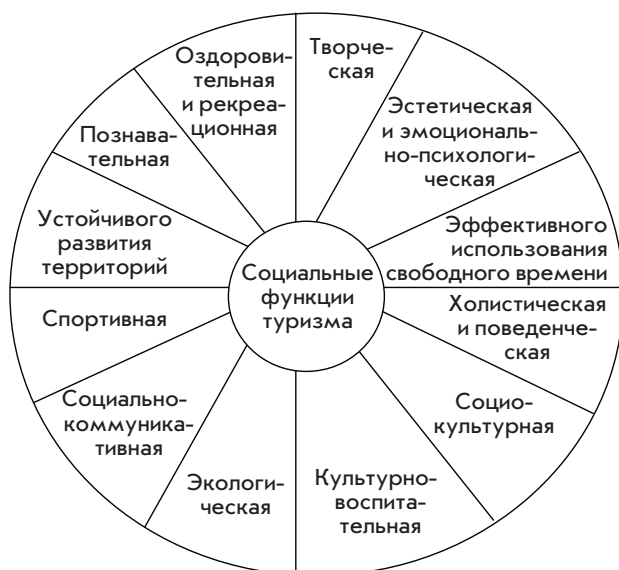 Творче-
ская
Эстетическая
и эмоциональ-
но-психологи-
ческая
Эффективного
использования
свободного времени
Холистическая
и поведенче-
ская
Социо-
культурная
Культурно-
воспита-
тельная
Экологи-
ческая
Социально-
коммуника-
тивная
Спортивная
Устойчивого
развития
территорий
Познава-
тельная
Оздорови-
тельная
и рекреа-
ционная
Социальные
функции
туризма